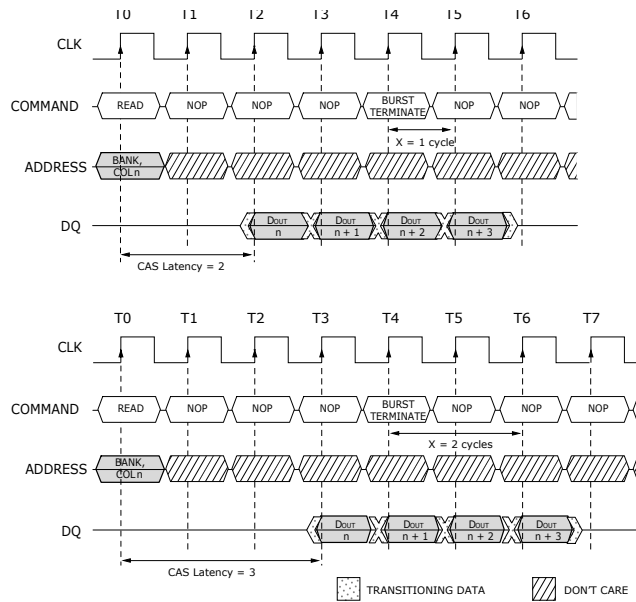 T0 T1 T2 T3 T4 T5 T6
CLK
COMMAND READ NOP NOP NOP BURST TERMINATE NOP NOP
X = 1 cycle
ADDRESS BANK, COLn
DQ DOUT n DOUT n + 1 DOUT n + 2 DOUT n + 3
CAS Latency = 2
T0 T1 T2 T3 T4 T5 T6 T7
CLK
COMMAND READ NOP NOP NOP BURST TERMINATE NOP NOP NOP
X = 2 cycles
ADDRESS BANK, COLn
DQ DOUT n DOUT n + 1 DOUT n + 2 DOUT n + 3
CAS Latency = 3
TRANSITIONING DATA DON'T CARE